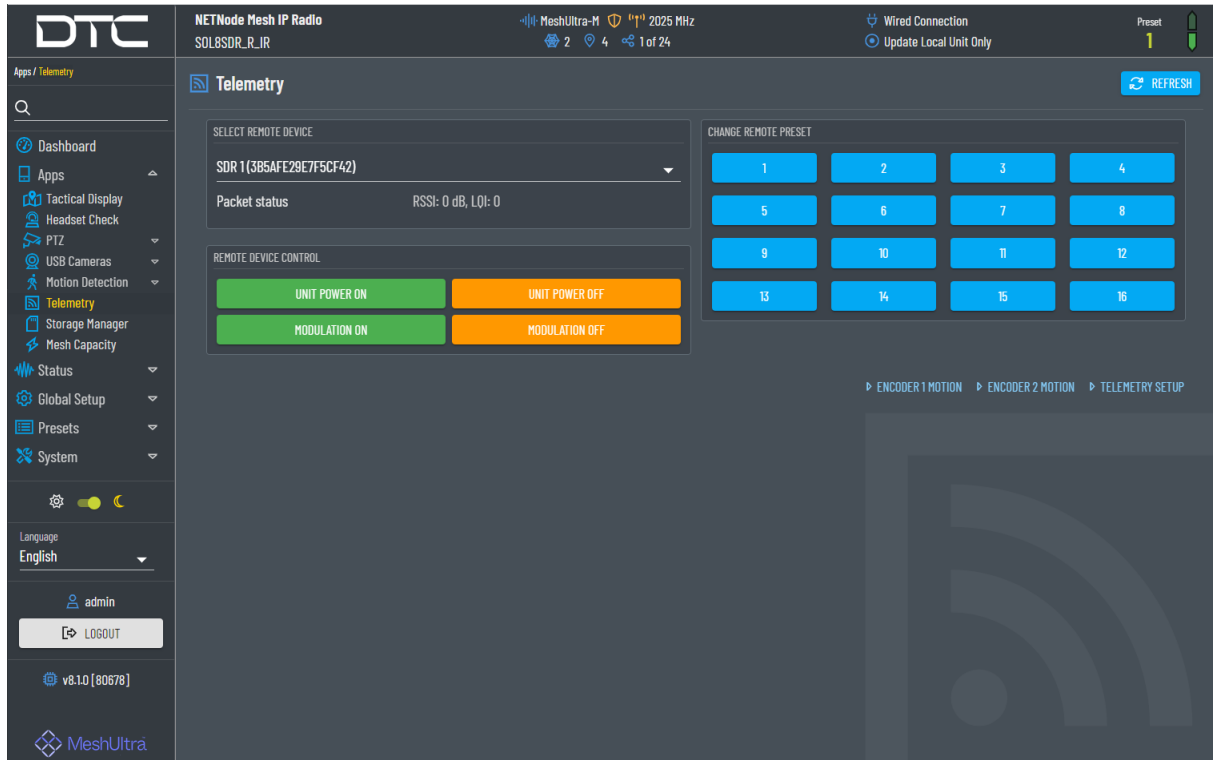 DTC
NETNode Mesh IP Radio
SOL8SDR_R_IR
MeshUltra-M 2025 MHz
2 4 1 of 24
Wired Connection
Update Local Unit Only
Preset
1
Apps / Telemetry
Dashboard
Apps
Tactical Display
Headset Check
PTZ
USB Cameras
Motion Detection
Telemetry
Storage Manager
Mesh Capacity
Status
Global Setup
Presets
System
Language
English
admin
LOGOUT
v8.1.0 [80678]
MeshUltra
Telemetry
REFRESH
SELECT REMOTE DEVICE
SDR 1 (3B5AFE29E7F5CF42)
Packet status RSSI: 0 dB, LQI: 0
REMOTE DEVICE CONTROL
UNIT POWER ON UNIT POWER OFF
MODULATION ON MODULATION OFF
CHANGE REMOTE PRESET
1 2 3 4
5 6 7 8
9 10 11 12
13 14 15 16
ENCODER 1 MOTION ENCODER 2 MOTION TELEMETRY SETUP